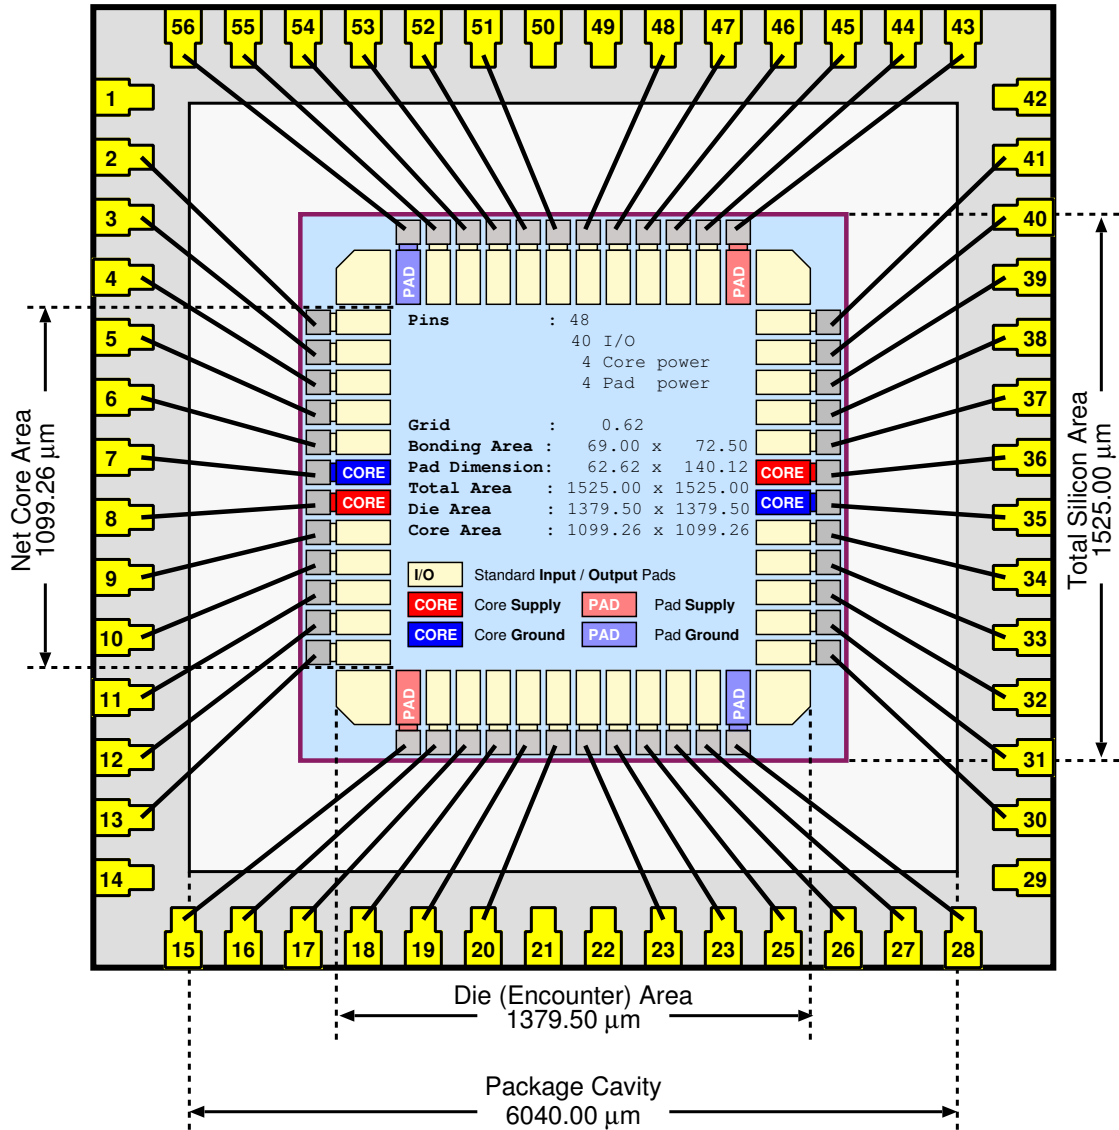 56 55 54 53 52 51 50 49 48 47 46 45 44 43
1
2
3
4
5
6
7
8
9
10
11
12
13
14
42
41
40
39
38
37
36
35
34
33
32
31
30
29
PAD PAD
Pins : 48
40 I/O
4 Core power
4 Pad power
Grid : 0.62
Bonding Area : 69.00 x 72.50
Pad Dimension: 62.62 x 140.12
Total Area : 1525.00 x 1525.00
Die Area : 1379.50 x 1379.50
Core Area : 1099.26 x 1099.26
CORE CORE
CORE CORE
I/O Standard Input / Output Pads
CORE Core Supply PAD Pad Supply
CORE Core Ground PAD Pad Ground
PAD PAD
Net Core Area
1099.26 µm
Total Silicon Area
1525.00 µm
15 16 17 18 19 20 21 22 23 23 25 26 27 28
Die (Encounter) Area
1379.50 µm
Package Cavity
6040.00 µm